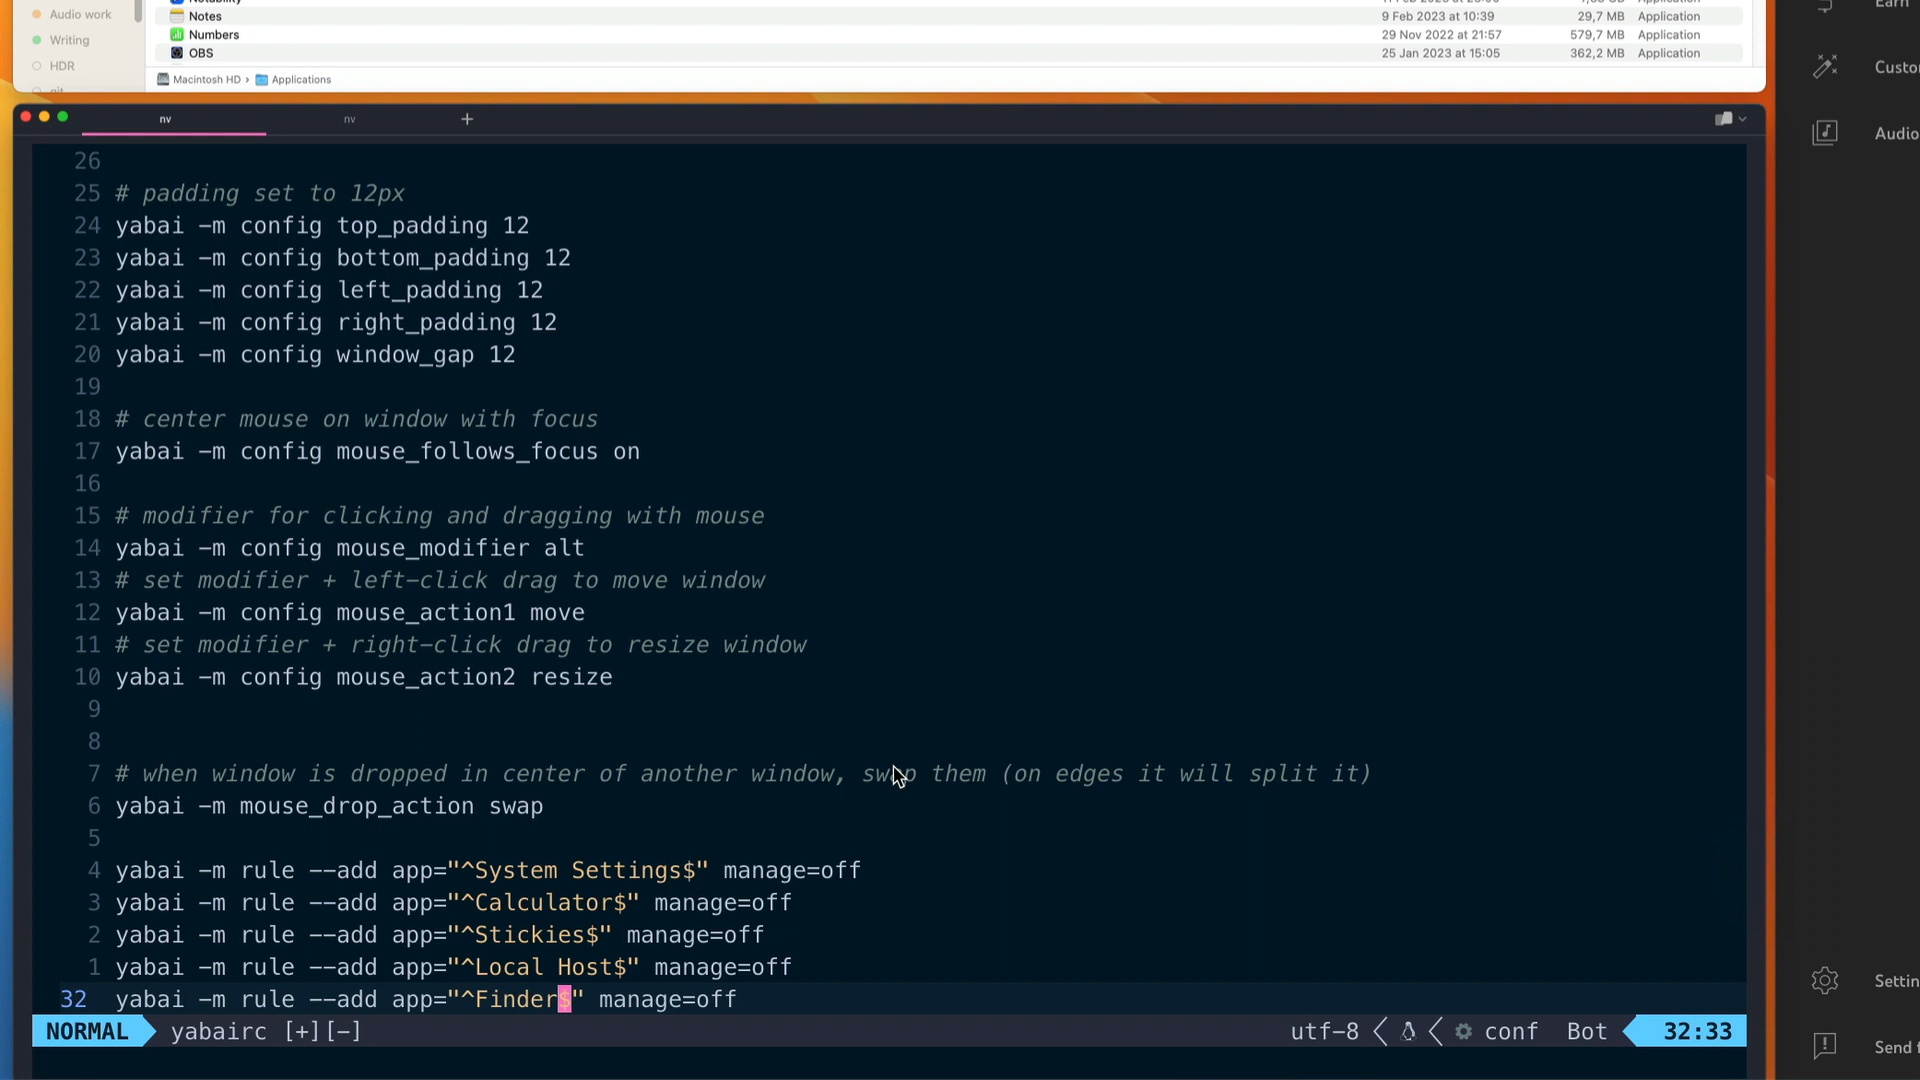 Audio work
Notes 9 Feb 2023 at 10:39 29,7 MB Application
Writing
Numbers 29 Nov 2022 at 21:57 579,7 MB Application
OBS 25 Jan 2023 at 15:05 362,2 MB Application
HDR
Macintosh HD › Applications
nv nv +
26
25 # padding set to 12px
24 yabai -m config top_padding 12
23 yabai -m config bottom_padding 12
22 yabai -m config left_padding 12
21 yabai -m config right_padding 12
20 yabai -m config window_gap 12
19
18 # center mouse on window with focus
17 yabai -m config mouse_follows_focus on
16
15 # modifier for clicking and dragging with mouse
14 yabai -m config mouse_modifier alt
13 # set modifier + left-click drag to move window
12 yabai -m config mouse_action1 move
11 # set modifier + right-click drag to resize window
10 yabai -m config mouse_action2 resize
9
8
7 # when window is dropped in center of another window, swap them (on edges it will split it)
6 yabai -m mouse_drop_action swap
5
4 yabai -m rule --add app="^System Settings$" manage=off
3 yabai -m rule --add app="^Calculator$" manage=off
2 yabai -m rule --add app="^Stickies$" manage=off
1 yabai -m rule --add app="^Local Host$" manage=off
32 yabai -m rule --add app="^Finder$" manage=off
NORMAL yabairc [+][-] utf-8 conf Bot 32:33
Earn
Custo
Audio
Settin
Send f